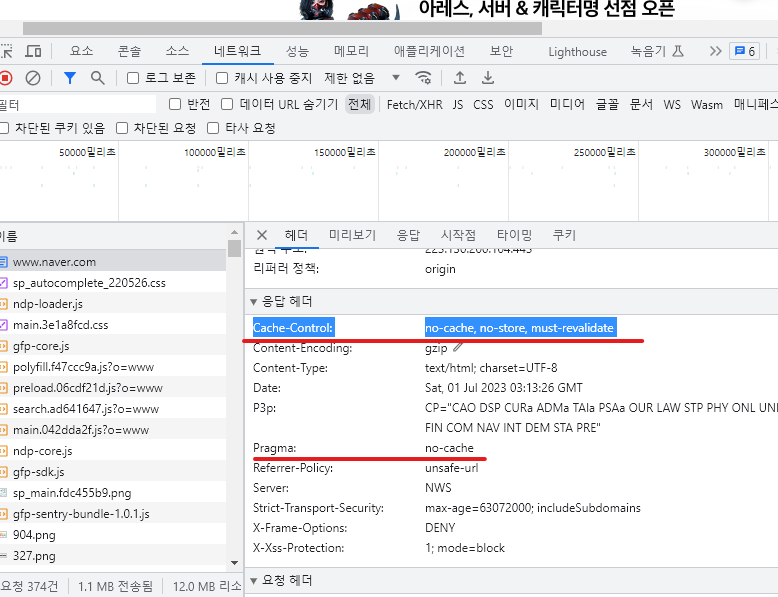 아레스, 서버 & 캐릭터명 선점 오픈
요소 콘솔 소스 네트워크 성능 메모리 애플리케이션 보안 Lighthouse 녹음기 6
로그 보존 캐시 사용 중지 제한 없음
필터 반전 데이터 URL 숨기기 전체 Fetch/XHR JS CSS 이미지 미디어 글꼴 문서 WS Wasm 매니페스
차단된 쿠키 있음 차단된 요청 타사 요청
50000밀리초 100000밀리초 150000밀리초 200000밀리초 250000밀리초 300000밀리초
이름
www.naver.com
sp_autocomplete_220526.css
ndp-loader.js
main.3e1a8fcd.css
gfp-core.js
polyfill.f47ccc9a.js?o=www
preload.06cdf21d.js?o=www
search.ad641647.js?o=www
main.042dda2f.js?o=www
ndp-core.js
gfp-sdk.js
sp_main.fdc455b9.png
gfp-sentry-bundle-1.0.1.js
904.png
327.png
요청 374건 1.1 MB 전송됨 12.0 MB 리소
헤더 미리보기 응답 시작점 타이밍 쿠키
리퍼러 정책: origin
응답 헤더
Cache-Control: no-cache, no-store, must-revalidate
Content-Encoding: gzip
Content-Type: text/html; charset=UTF-8
Date: Sat, 01 Jul 2023 03:13:26 GMT
P3p: CP="CAO DSP CURa ADMa TAIa PSAa OUR LAW STP PHY ONL UNI
FIN COM NAV INT DEM STA PRE"
Pragma: no-cache
Referrer-Policy: unsafe-url
Server: NWS
Strict-Transport-Security: max-age=63072000; includeSubdomains
X-Frame-Options: DENY
X-Xss-Protection: 1; mode=block
요청 헤더